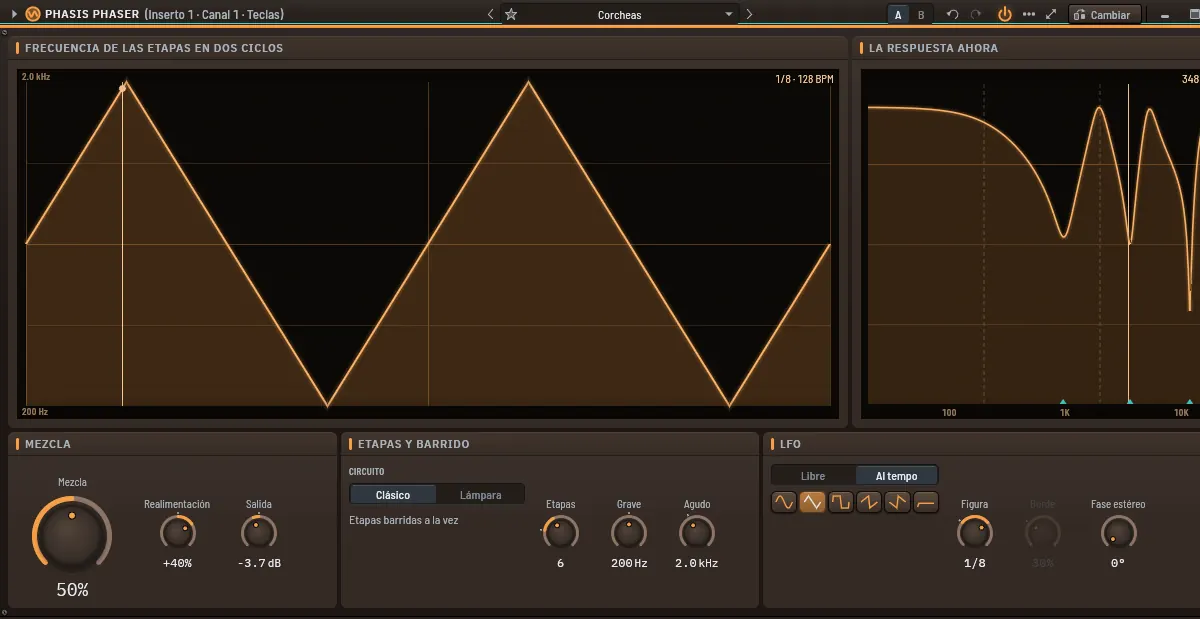 PHASIS PHASER (Inserto 1 · Canal 1 · Teclas)
Corcheas
A
B
Cambiar
FRECUENCIA DE LAS ETAPAS EN DOS CICLOS
2.0 kHz
1/8 · 128 BPM
200 Hz
LA RESPUESTA AHORA
348
100
1K
10K
MEZCLA
Mezcla
50%
Realimentación
+40%
Salida
-3.7 dB
ETAPAS Y BARRIDO
CIRCUITO
Clásico
Lámpara
Etapas barridas a la vez
Etapas
6
Grave
200 Hz
Agudo
2.0 kHz
LFO
Libre
Al tempo
Figura
1/8
30%
Fase estéreo
0°